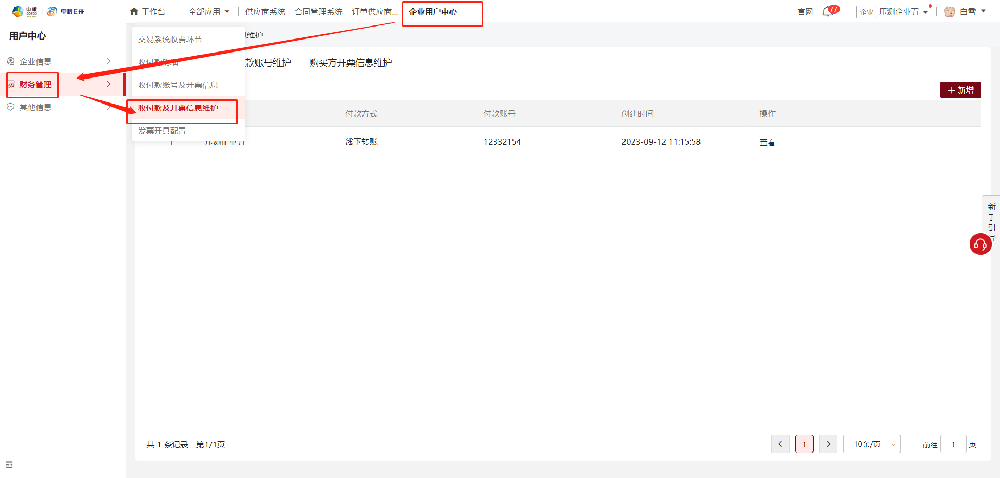 中粮 COFCO 中粮E采 工作台 全部应用 供应商系统 合同管理系统 订单供应商... 企业用户中心 官网 77 企业 压测企业五 白雪
用户中心
企业信息
财务管理
其他信息
交易系统收费环节
收付款明细
收付款账号及开票信息
收付款及开票信息维护
发票开具配置
息维护
款账号维护 购买方开票信息维护
新增
付款方式 付款账号 创建时间 操作
1 压测企业五 线下转账 12332154 2023-09-12 11:15:58 查看
新手引导
共 1 条记录 第1/1页 1 10条/页 前往 1 页